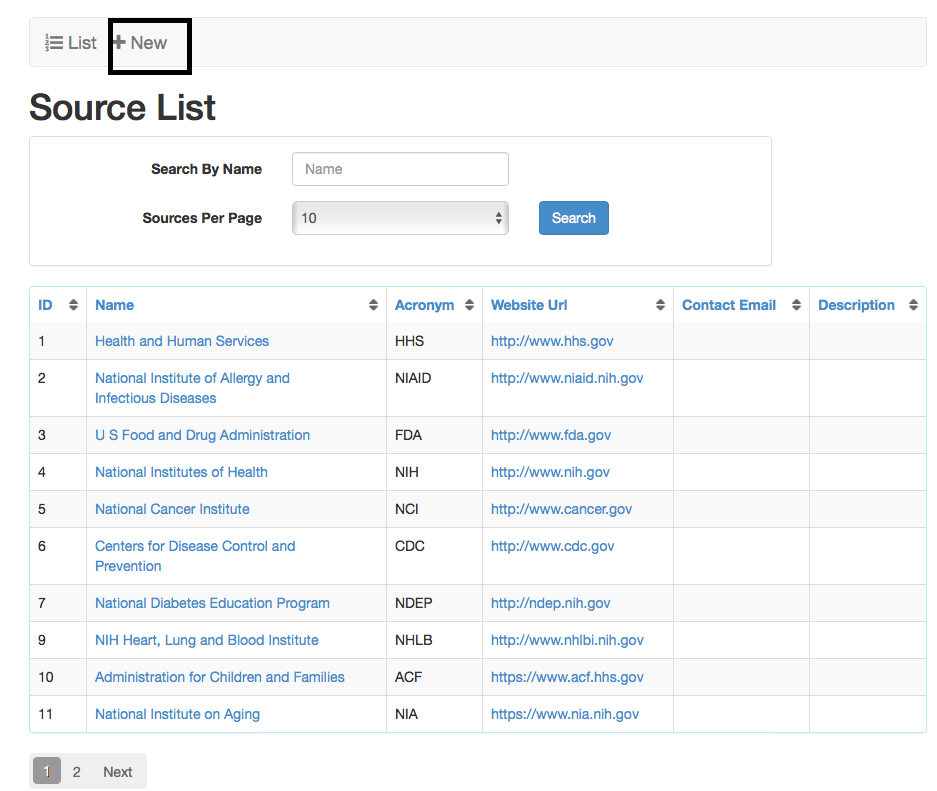 List New
Source List
Search By Name Name
Sources Per Page 10 Search
ID Name Acronym Website Url Contact Email Description
1 Health and Human Services HHS http://www.hhs.gov
2 National Institute of Allergy and NIAID http://www.niaid.nih.gov
Infectious Diseases
3 U S Food and Drug Administration FDA http://www.fda.gov
4 National Institutes of Health NIH http://www.nih.gov
5 National Cancer Institute NCI http://www.cancer.gov
6 Centers for Disease Control and CDC http://www.cdc.gov
Prevention
7 National Diabetes Education Program NDEP http://ndep.nih.gov
9 NIH Heart, Lung and Blood Institute NHLB http://www.nhlbi.nih.gov
10 Administration for Children and Families ACF https://www.acf.hhs.gov
11 National Institute on Aging NIA https://www.nia.nih.gov
1 2 Next